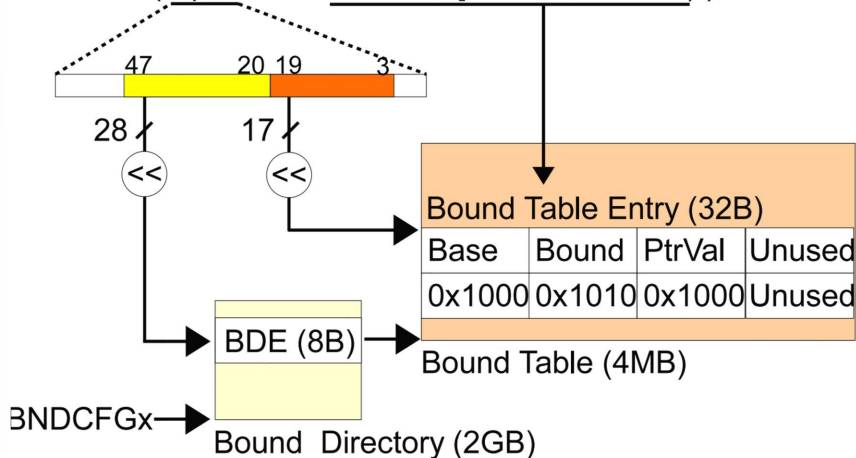 47 20 19 3
28 17
<< <<
Bound Table Entry (32B)
Base Bound PtrVal Unused
0x1000 0x1010 0x1000 Unused
BDE (8B)
Bound Table (4MB)
BNDCFGx
Bound Directory (2GB)